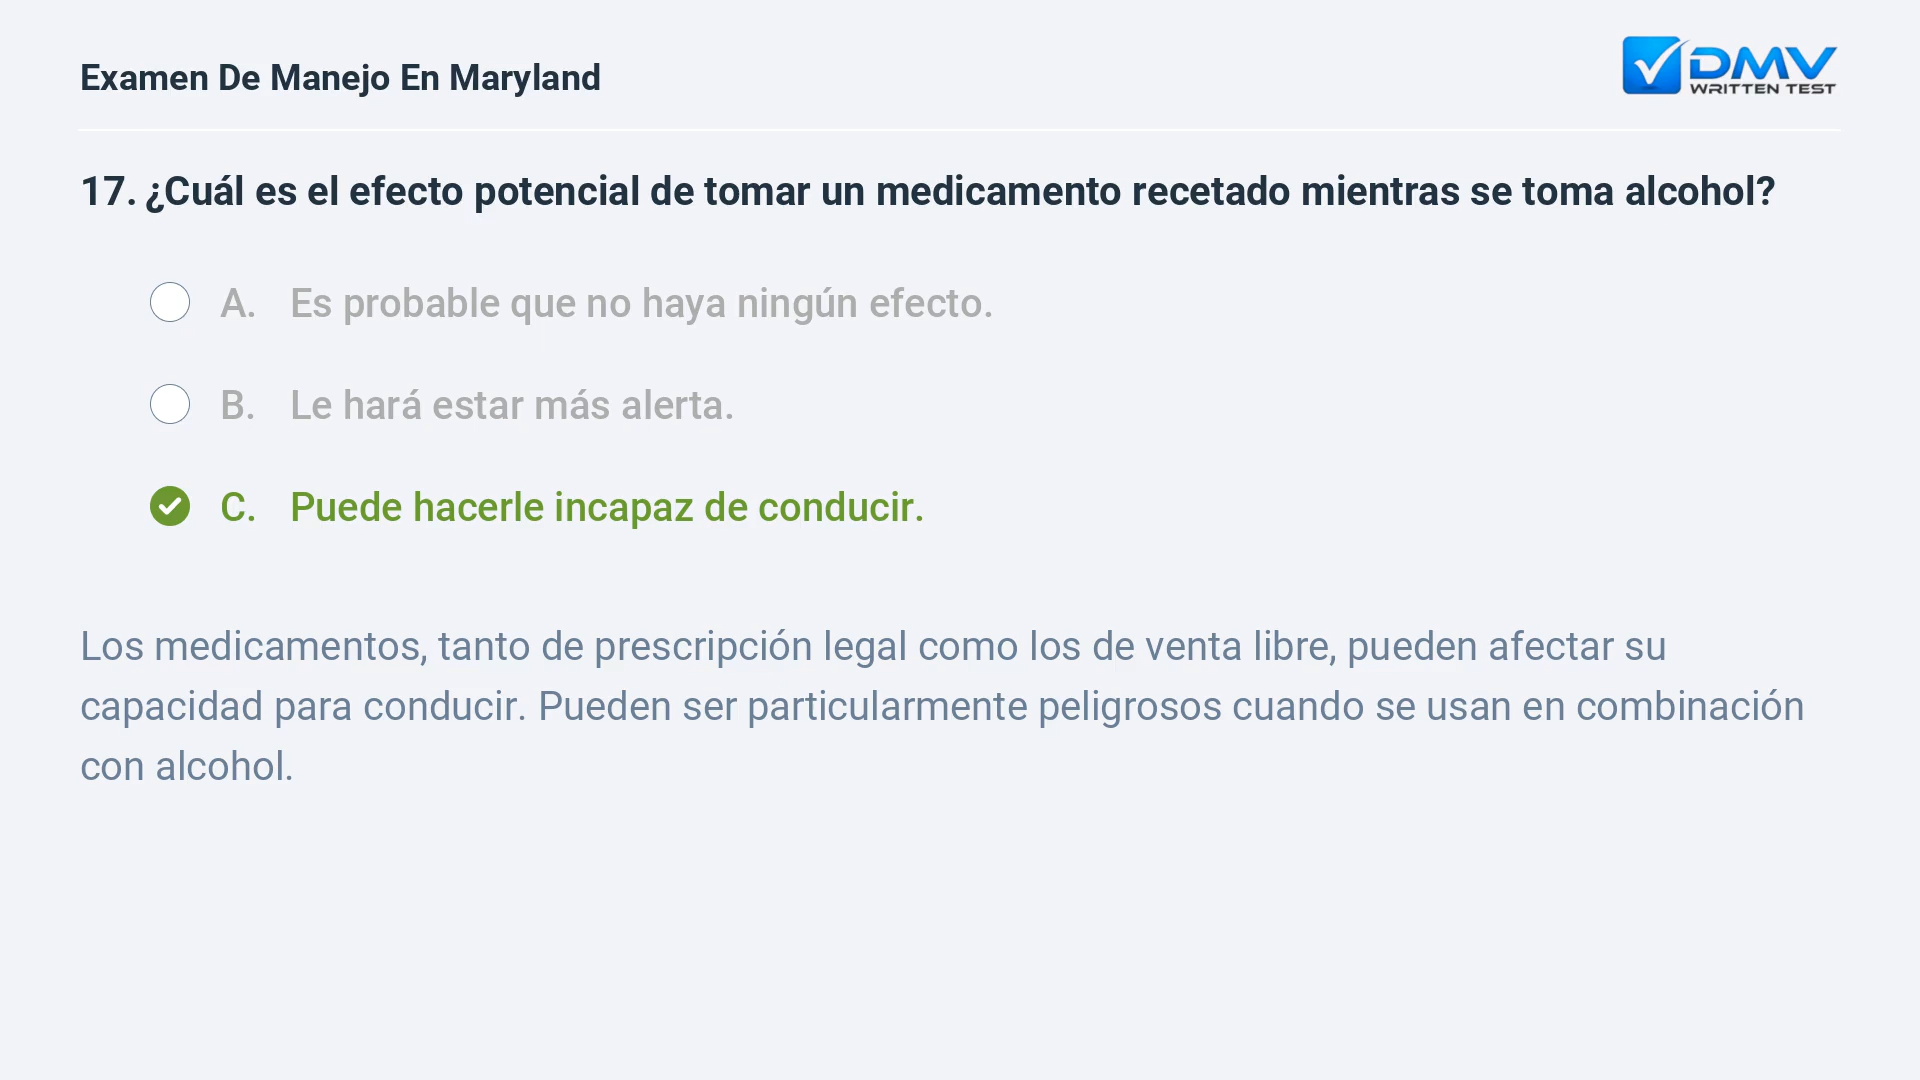 Examen De Manejo En Maryland
DMV
WRITTEN TEST
17. ¿Cuál es el efecto potencial de tomar un medicamento recetado mientras se toma alcohol?
A. Es probable que no haya ningún efecto.
B. Le hará estar más alerta.
C. Puede hacerle incapaz de conducir.
Los medicamentos, tanto de prescripción legal como los de venta libre, pueden afectar su
capacidad para conducir. Pueden ser particularmente peligrosos cuando se usan en combinación
con alcohol.